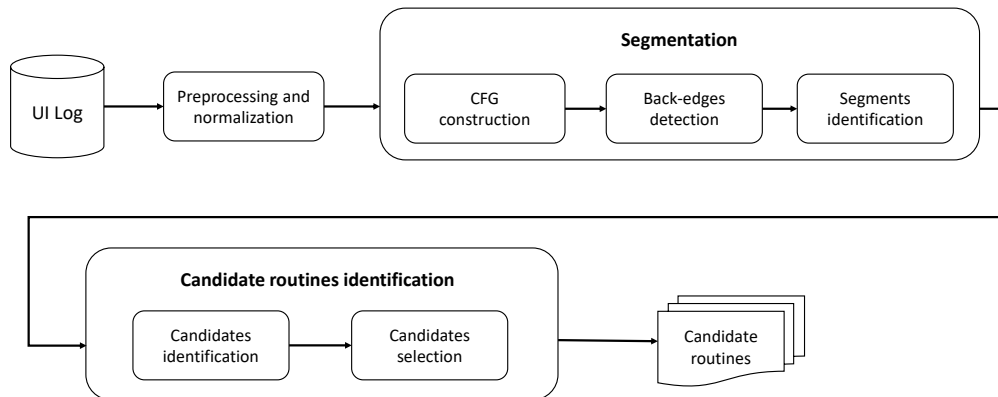 Segmentation
UI Log
Preprocessing and
normalization
CFG
construction
Back-edges
detection
Segments
identification
Candidate routines identification
Candidates
identification
Candidates
selection
Candidate
routines